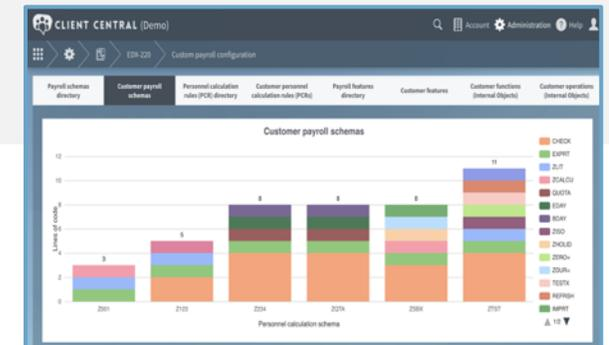 CLIENT CENTRAL (Demo)
Account Administration Help
EDX-220 Custom payroll configuration
Payroll schemas directory
Customer payroll schemas
Personnel calculation rules (PCR) directory
Customer personnel calculation rules (PCRs)
Payroll features directory
Customer features
Customer functions (Internal Objects)
Customer operations (Internal Objects)
Customer payroll schemas
Lines of code
12
10
8
6
4
2
0
3
5
8
8
8
11
Z001
Z123
Z234
ZQTA
ZSBX
ZTST
Personnel calculation schema
CHECK
EXPRT
ZLIT
ZCALCU
QUOTA
EDAY
BDAY
ZISO
ZHOLID
ZERO+
ZDUR+
TESTX
REFRSH
IMPRT
1/2